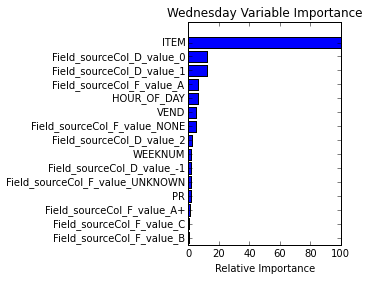 Wednesday Variable Importance
ITEM
Field_sourceCol_D_value_0
Field_sourceCol_D_value_1
Field_sourceCol_F_value_A
HOUR_OF_DAY
VEND
Field_sourceCol_F_value_NONE
Field_sourceCol_D_value_2
WEEKNUM
Field_sourceCol_D_value_-1
Field_sourceCol_F_value_UNKNOWN
PR
Field_sourceCol_F_value_A+
Field_sourceCol_F_value_C
Field_sourceCol_F_value_B
0 20 40 60 80 100
Relative Importance